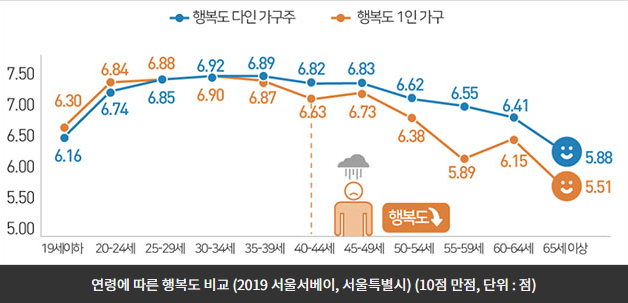 행복도 다인 가구주 행복도 1인 가구
7.50
7.00
6.50
6.00
5.50
5.00
6.30 6.84 6.88 6.92 6.89 6.82 6.83 6.62 6.55 6.41 5.88
6.16 6.74 6.85 6.90 6.87 6.63 6.73 6.38 5.89 6.15 5.51
행복도
19세이하 20-24세 25-29세 30-34세 35-39세 40-44세 45-49세 50-54세 55-59세 60-64세 65세 이상
연령에 따른 행복도 비교 (2019 서울서베이, 서울특별시) (10점 만점, 단위 : 점)